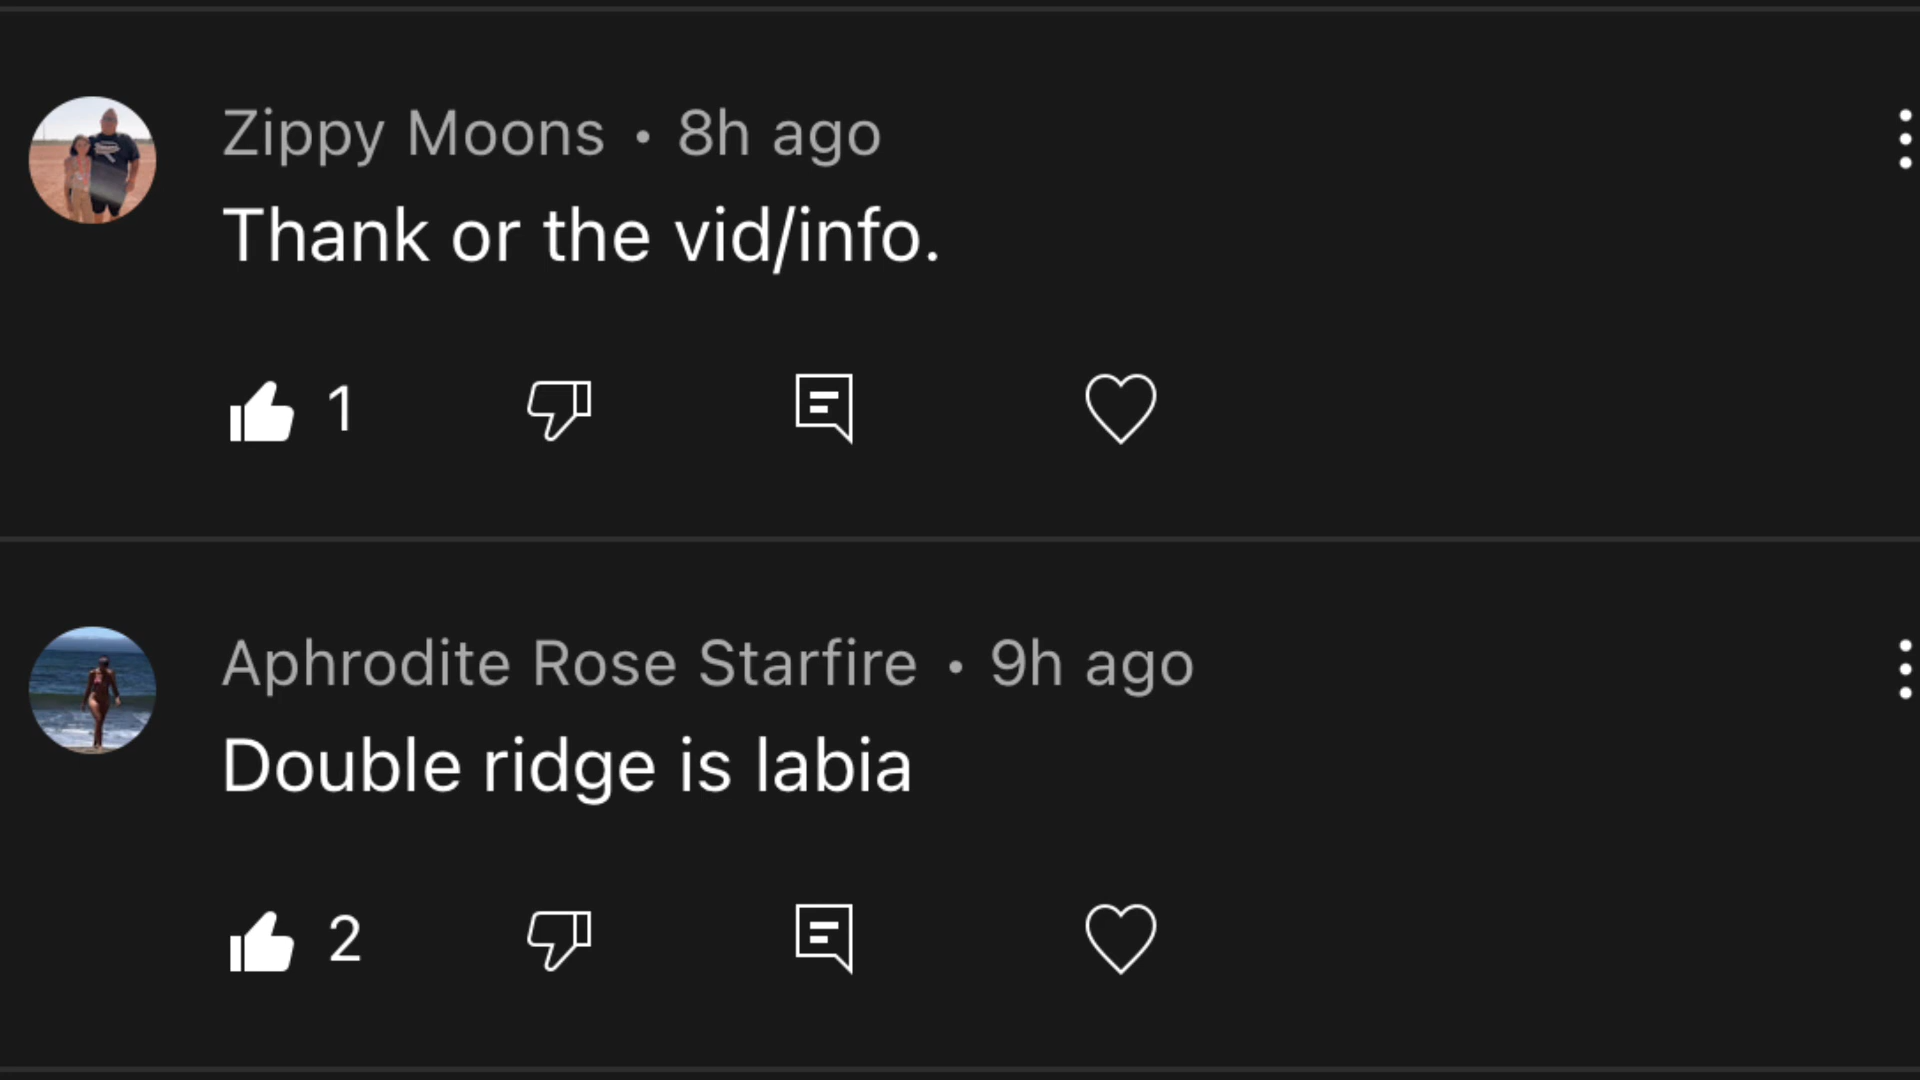 Zippy Moons • 8h ago
Thank or the vid/info.
1
Aphrodite Rose Starfire • 9h ago
Double ridge is labia
2